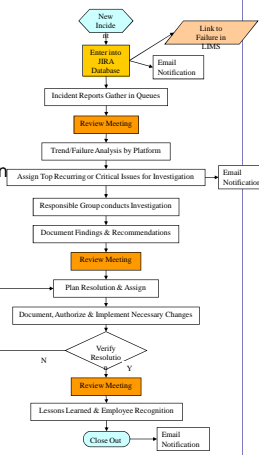 New
Incide
nt
Link to
Failure in
LIMS
Enter into
JIRA
Database
Email
Notification
Incident Reports Gather in Queues
Review Meeting
Trend/Failure Analysis by Platform
n
Assign Top Recurring or Critical Issues for Investigation
Email
Notification
Responsible Group conducts Investigation
Document Findings & Recommendations
Review Meeting
Plan Resolution & Assign
Document, Authorize & Implement Necessary Changes
Verify
Resolutio
n
N
Y
Review Meeting
Lessons Learned & Employee Recognition
Close Out
Email
Notification